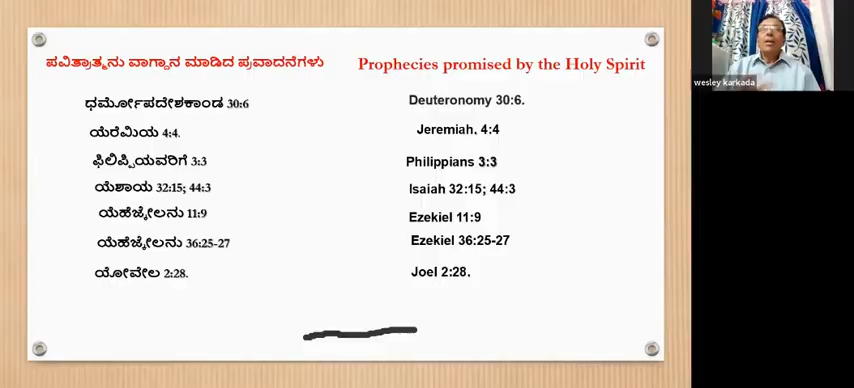 ಪವಿತ್ರಾತ್ಮನು ವಾಗ್ದಾನ ಮಾಡಿದ ಪ್ರವಾದನೆಗಳು
ಧರ್ಮೋಪದೇಶಕಾಂಡ 30:6
ಯೆರೆಮಿಯ 4:4.
ಫಿಲಿಪ್ಪಿಯವರಿಗೆ 3:3
ಯೆಶಾಯ 32:15; 44:3
ಯೆಹೆಜ್ಕೇಲನು 11:9
ಯೆಹೆಜ್ಕೇಲನು 36:25-27
ಯೋವೇಲ 2:28.
Prophecies promised by the Holy Spirit
Deuteronomy 30:6.
Jeremiah. 4:4
Philippians 3:3
Isaiah 32:15; 44:3
Ezekiel 11:9
Ezekiel 36:25-27
Joel 2:28.
wesley karkada